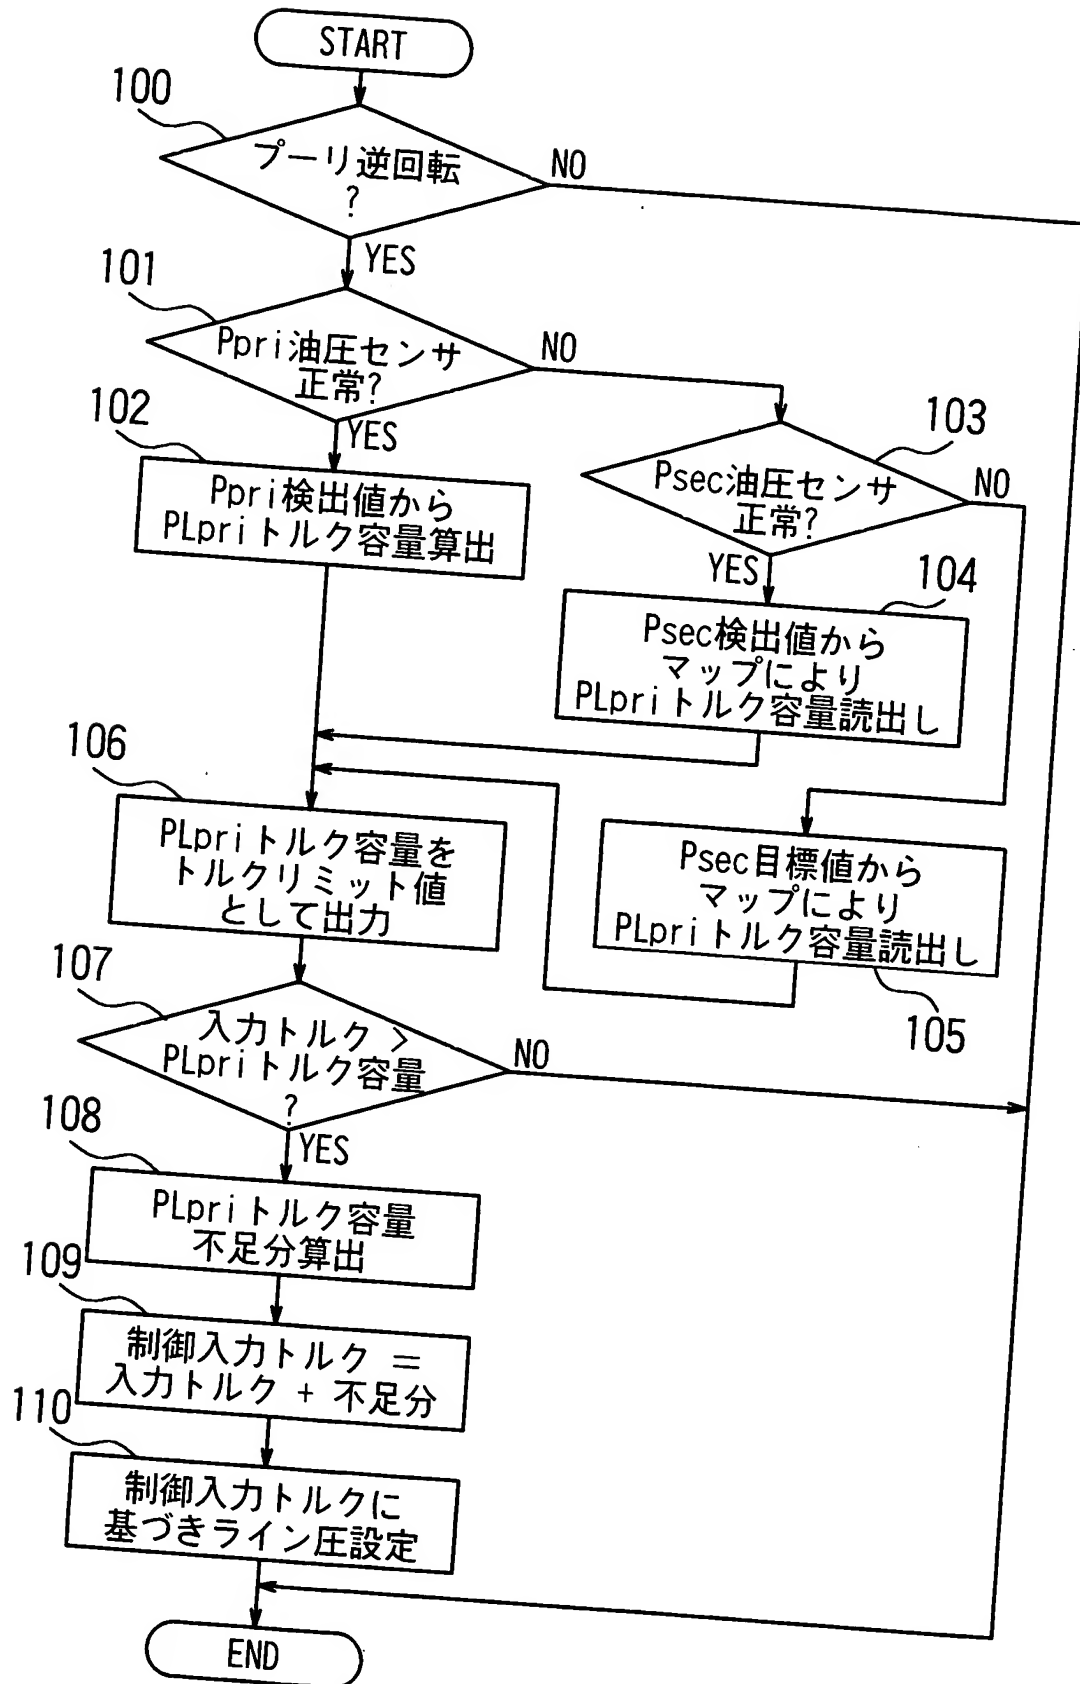 START
100
プーリ逆回転
?
NO
YES
101
Ppri油圧センサ
正常?
NO
YES
102
Ppri検出値から
PLpriトルク容量算出
103
Psec油圧センサ
正常?
NO
YES
104
Psec検出値から
マップにより
PLpriトルク容量読出し
105
Psec目標値から
マップにより
PLpriトルク容量読出し
106
PLpriトルク容量を
トルクリミット値
として出力
107
入力トルク >
PLpriトルク容量
?
NO
YES
108
PLpriトルク容量
不足分算出
109
制御入力トルク =
入力トルク + 不足分
110
制御入力トルクに
基づきライン圧設定
END